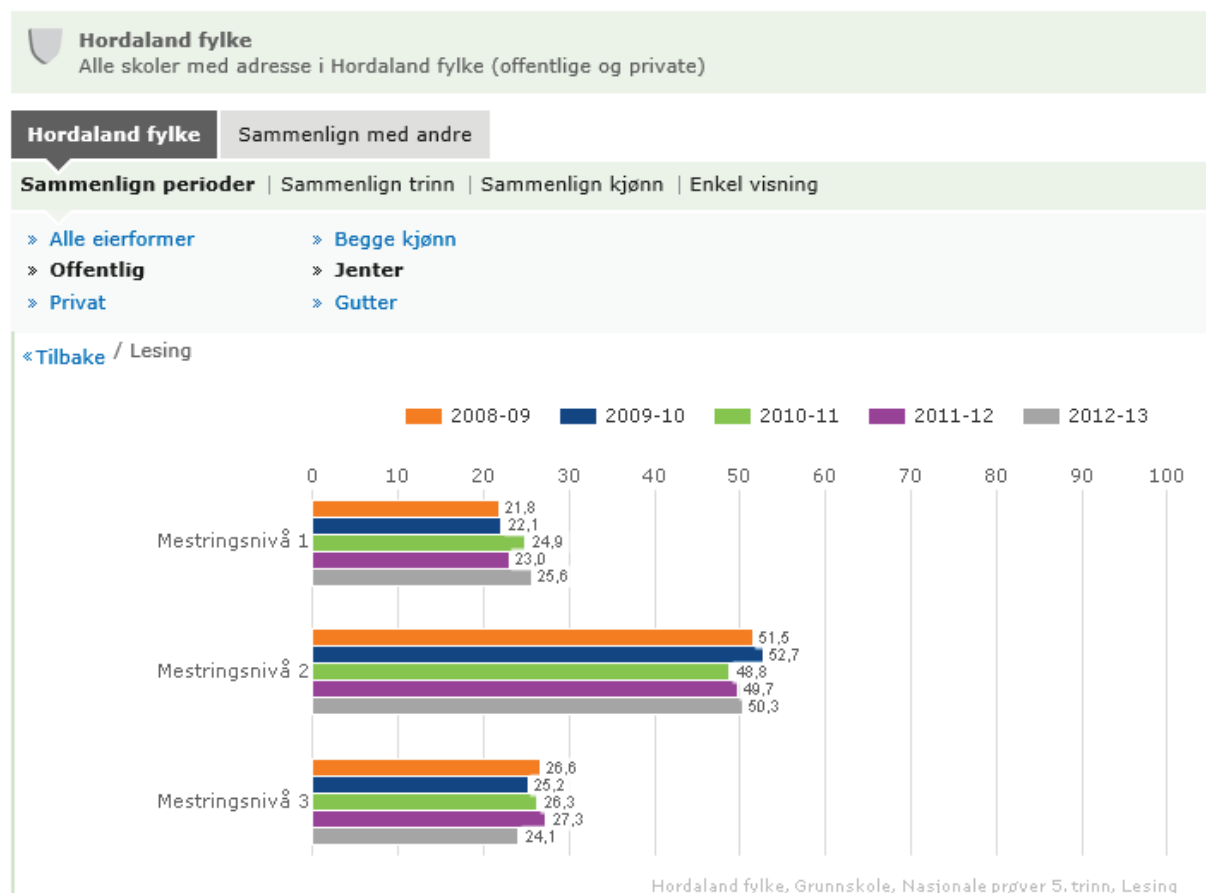 Hordaland fylke
Alle skoler med adresse i Hordaland fylke (offentlige og private)
Hordaland fylke Sammenlign med andre
Sammenlign perioder | Sammenlign trinn | Sammenlign kjønn | Enkel visning
» Alle eierformer » Begge kjønn
» Offentlig » Jenter
» Privat » Gutter
«Tilbake / Lesing
2008-09 2009-10 2010-11 2011-12 2012-13
0 10 20 30 40 50 60 70 80 90 100
Mestringsnivå 1
21,8
22,1
24,9
23,0
25,6
Mestringsnivå 2
51,5
52,7
48,8
49,7
50,3
Mestringsnivå 3
26,6
25,2
26,3
27,3
24,1
Hordaland fylke, Grunnskole, Nasjonale prøver 5. trinn, Lesing